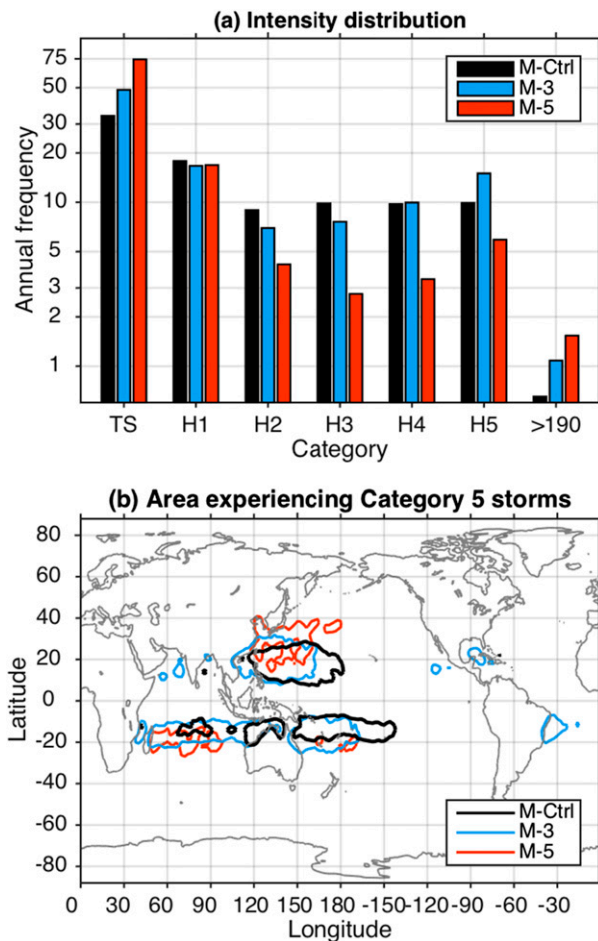 (a) Intensity distribution
75
50
30
20
10
5
3
2
1
Annual frequency
M-Ctrl
M-3
M-5
TS H1 H2 H3 H4 H5 >190
Category
(b) Area experiencing Category 5 storms
80
60
40
20
0
-20
-40
-60
-80
Latitude
M-Ctrl
M-3
M-5
0 30 60 90 120 150 180 -150 -120 -90 -60 -30
Longitude